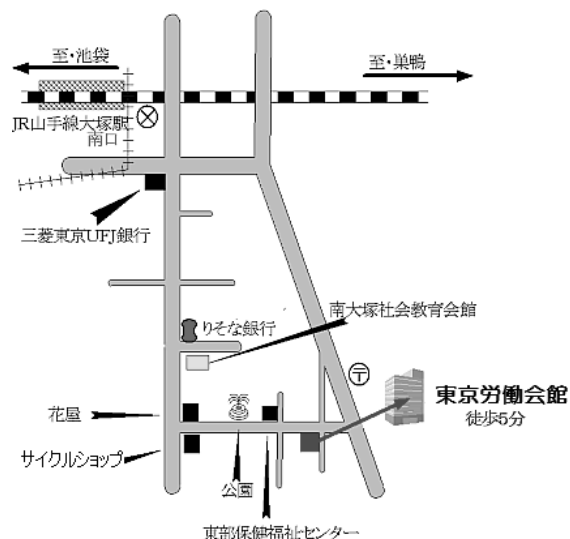 至・池袋
至・巣鴨
JR山手線大塚駅
南口
三菱東京UFJ銀行
南大塚社会教育会館
りそな銀行
〒
東京労働会館
徒歩5分
花屋
サイクルショップ
公園
東部保健福祉センター